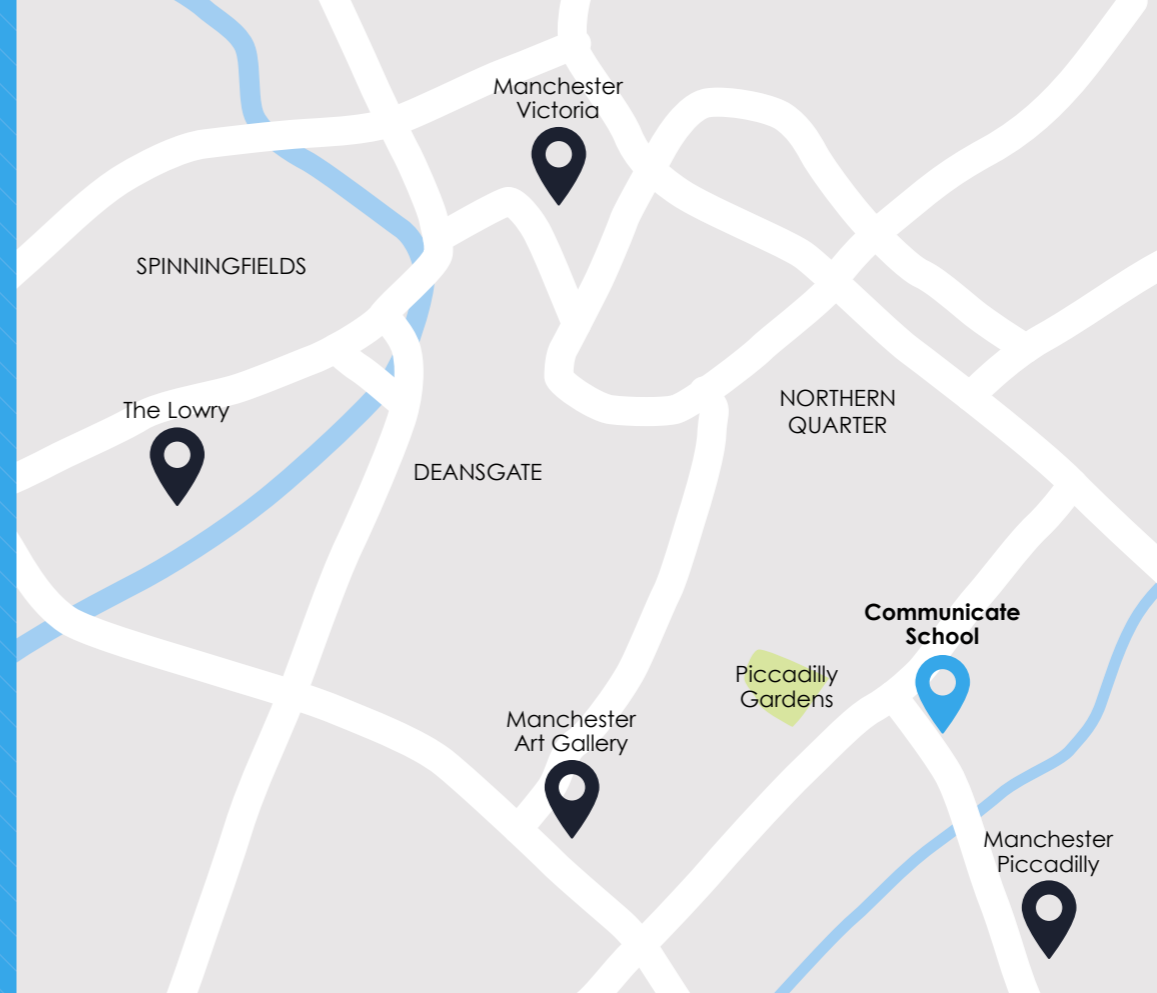 Manchester
Victoria
SPINNINGFIELDS
The Lowry
NORTHERN
QUARTER
DEANSGATE
Communicate
School
Piccadilly
Gardens
Manchester
Art Gallery
Manchester
Piccadilly